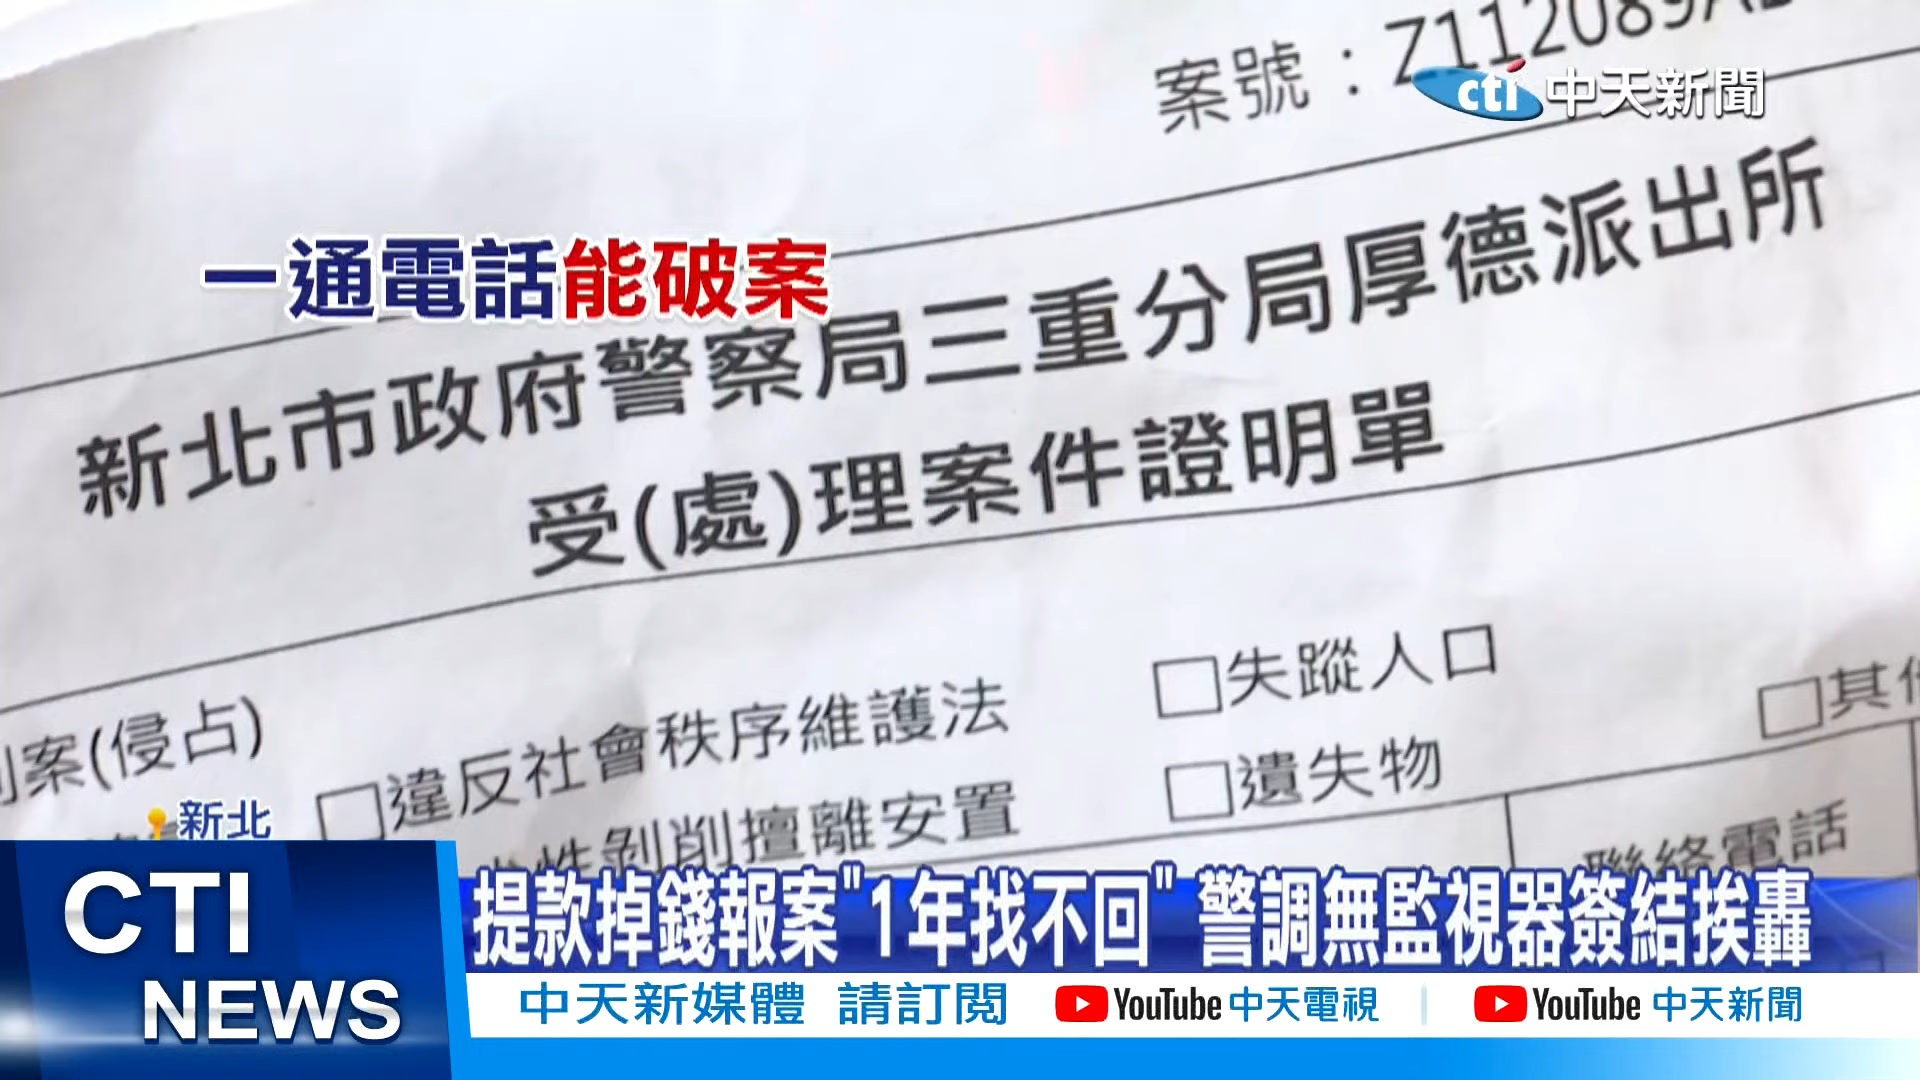 案號：Z112089A
cti 中天新聞
一通電話能破案
新北市政府警察局三重分局厚德派出所
受(處)理案件證明單
案(侵占)
□違反社會秩序維護法
□失蹤人口
□其他
性剝削擅離安置
□遺失物
聯絡電話
新北
CTI
NEWS
提款掉錢報案"1年找不回" 警調無監視器簽結挨轟
中天新媒體 請訂閱 YouTube 中天電視 | YouTube 中天新聞